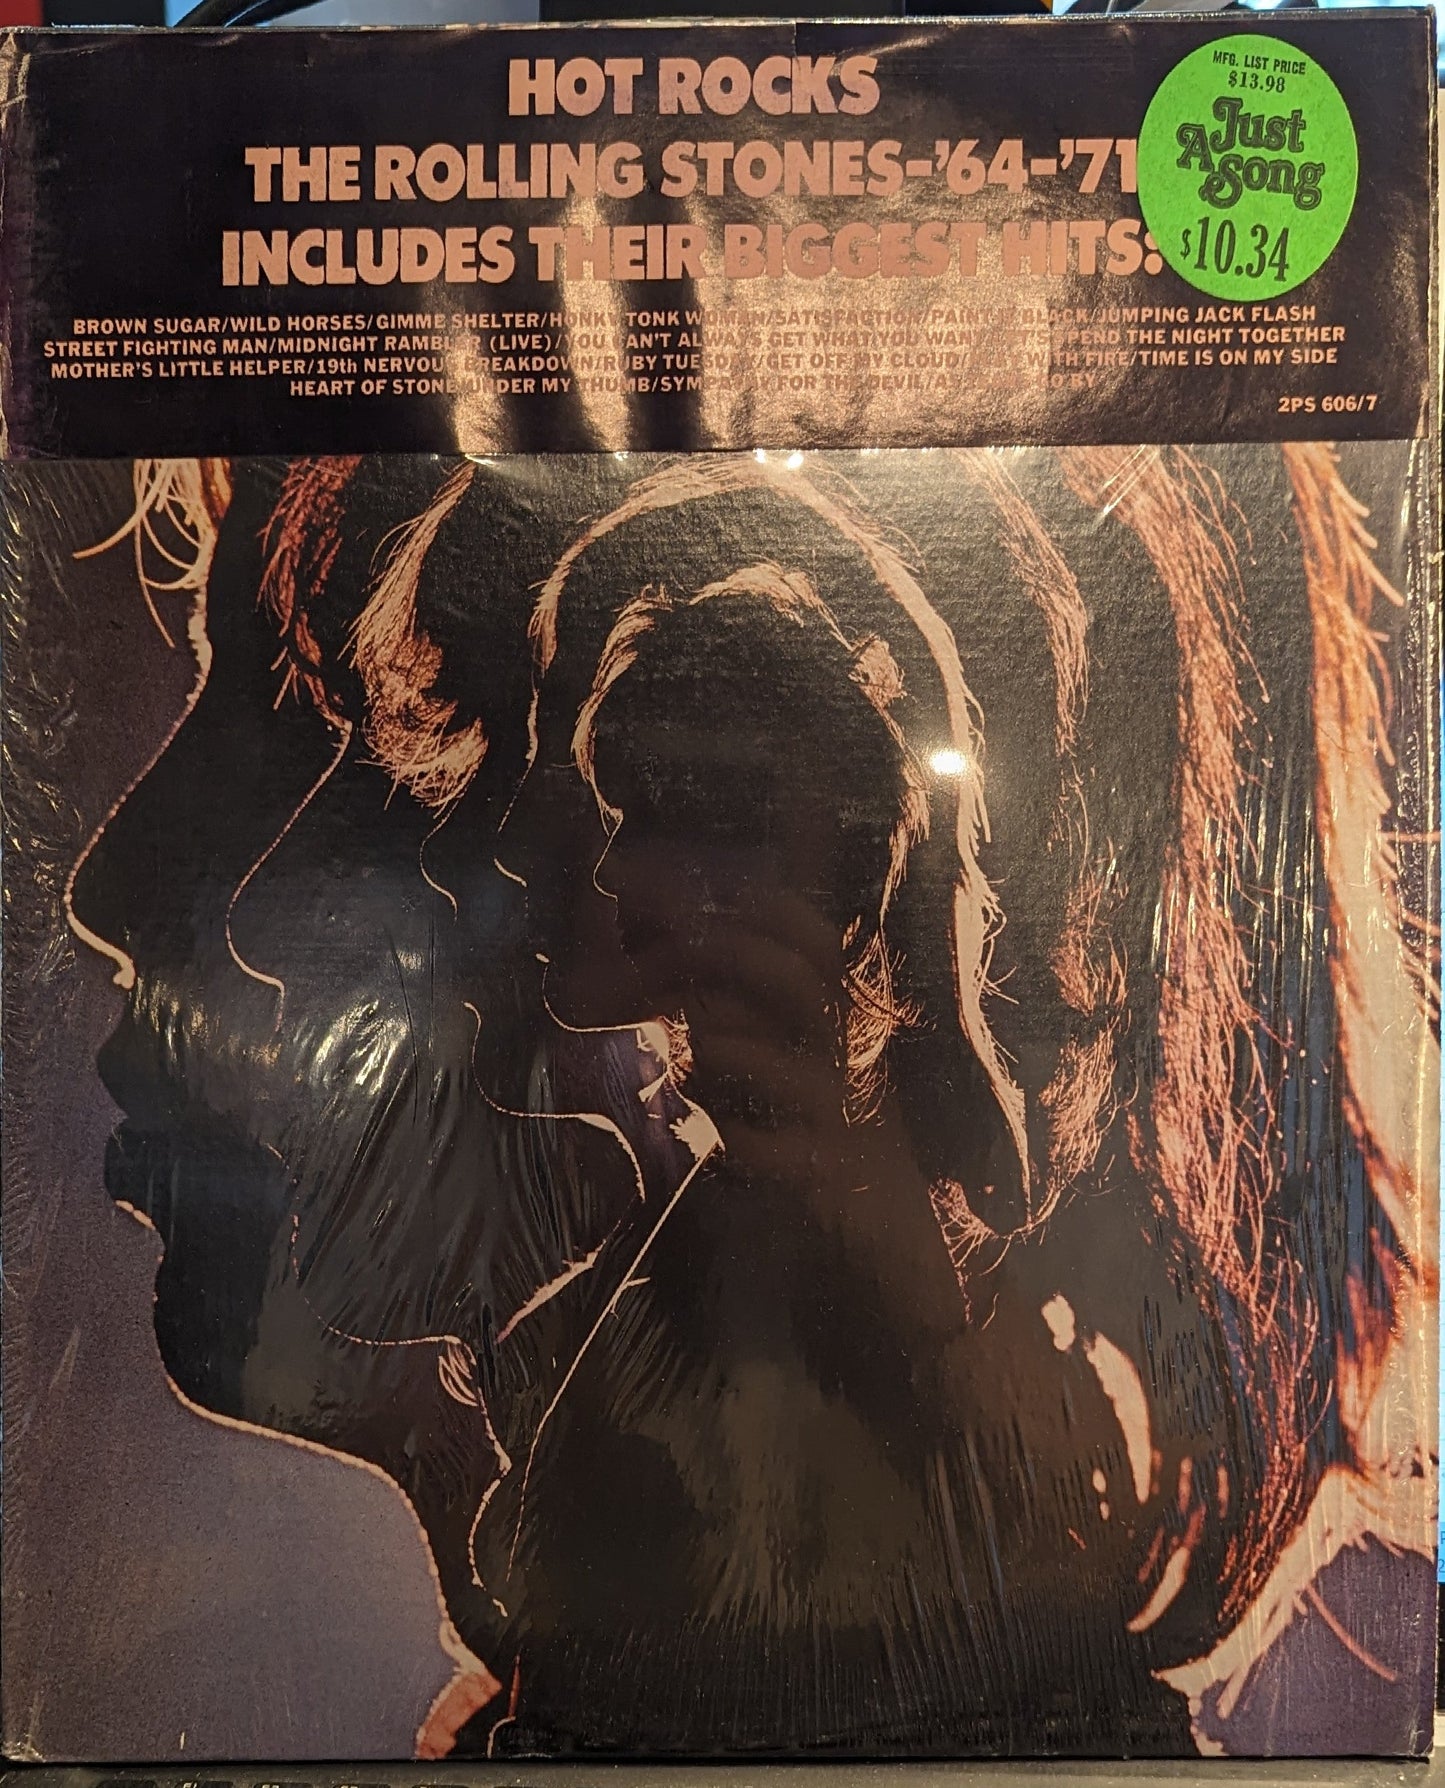 HOT ROCKS
THE ROLLING STONES-'64-'71
INCLUDES THEIR BIGGEST HITS:
BROWN SUGAR/WILD HORSES/GIMME SHELTER/HONKY TONK WOMAN/SATISFACTION/PAINT IT BLACK/JUMPING JACK FLASH
STREET FIGHTING MAN/MIDNIGHT RAMBLER (LIVE)/YOU CAN'T ALWAYS GET WHAT YOU WANT/LET'S SPEND THE NIGHT TOGETHER
MOTHER'S LITTLE HELPER/19th NERVOUS BREAKDOWN/RUBY TUESDAY/GET OFF MY CLOUD/PLAY WITH FIRE/TIME IS ON MY SIDE
HEART OF STONE/UNDER MY THUMB/SYMPATHY FOR THE DEVIL/AS TEARS GO BY
2PS 606/7
MFG. LIST PRICE
$13.98
Just
A
Song
$10.34